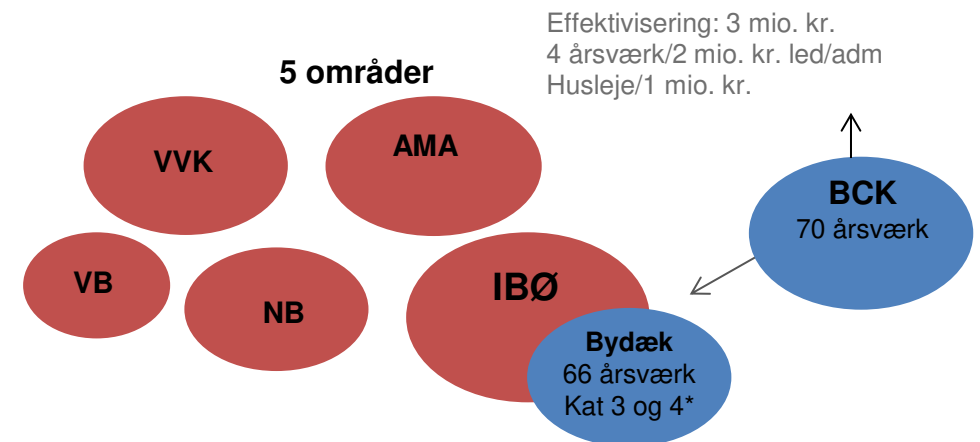 Effektivisering: 3 mio. kr.
4 årsværk/2 mio. kr. led/adm
Husleje/1 mio. kr.
5 områder
VVK
AMA
BCK
70 årsværk
VB
NB
IBØ
Bydæk
66 årsværk
Kat 3 og 4*